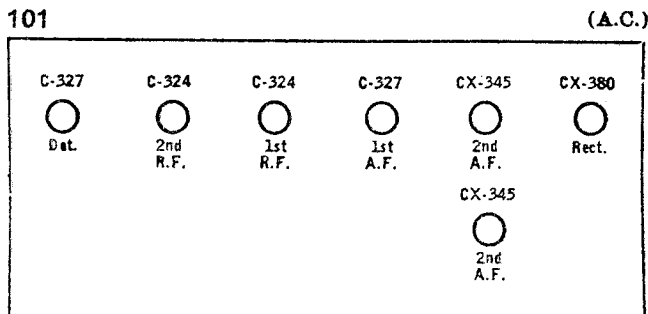 101 (A.C.)
C-327 C-324 C-324 C-327 CX-345 CX-380
Det. 2nd 1st 1st 2nd Rect.
R.F. R.F. A.F. A.F.
CX-345
2nd
A.F.